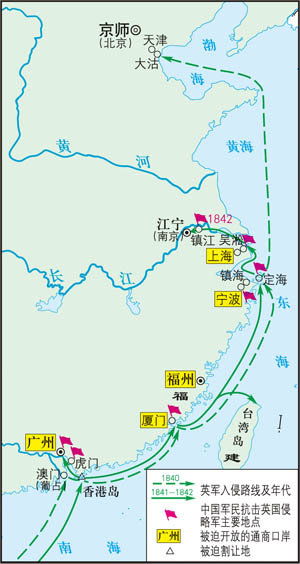 京师
(北京)
天津
大沽
渤
海
黄
河
黄海
1842
江宁
(南京)
镇江
吴淞
上海
长
江
镇海
定海
宁波
东
海
福州
福
厦门
台
湾
岛
建
广州
虎门
澳门
(葡占)
香港岛
南
海
1840
1841—1842
英军入侵路线及年代
中国军民抗击英国侵
略军主要地点
被迫开放的通商口岸
被迫割让地